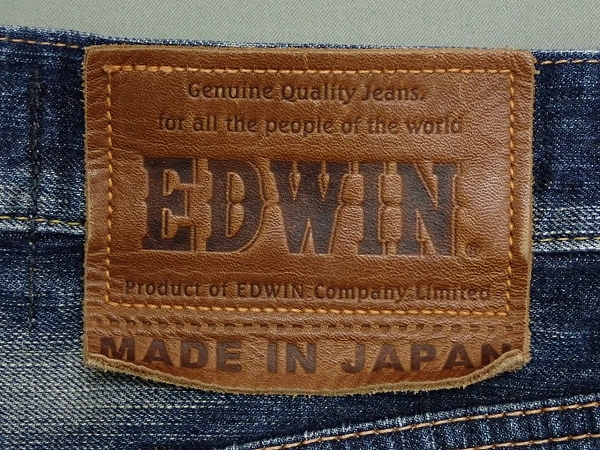 Genuine Quality Jeans.
for all the people of the world
EDWIN.
Product of EDWIN Company Limited
MADE IN JAPAN